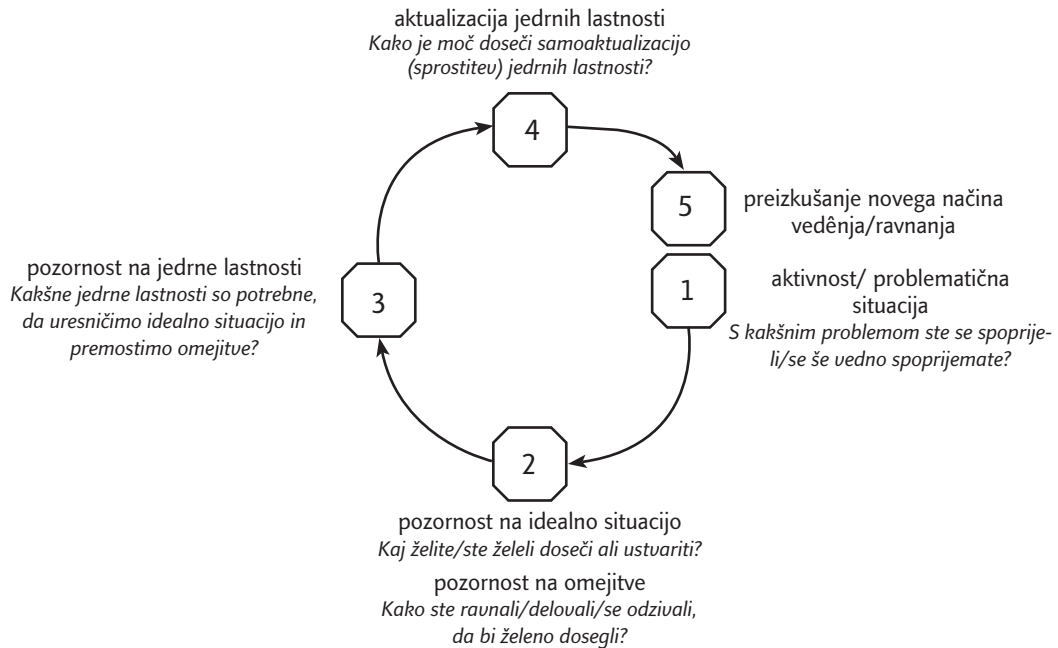 aktualizacija jedrnih lastnosti
Kako je moč doseči samoaktualizacijo
(sprostitev) jedrnih lastnosti?
4
5
preizkušanje novega načina
vedênja/ravnanja
pozornost na jedrne lastnosti
Kakšne jedrne lastnosti so potrebne,
da uresničimo idealno situacijo in
premostimo omejitve?
3
1
aktivnost/ problematična
situacija
S kakšnim problemom ste se spoprije-
li/se še vedno spoprijemate?
2
pozornost na idealno situacijo
Kaj želite/ste želeli doseči ali ustvariti?
pozornost na omejitve
Kako ste ravnali/delovali/se odzivali,
da bi želeno dosegli?